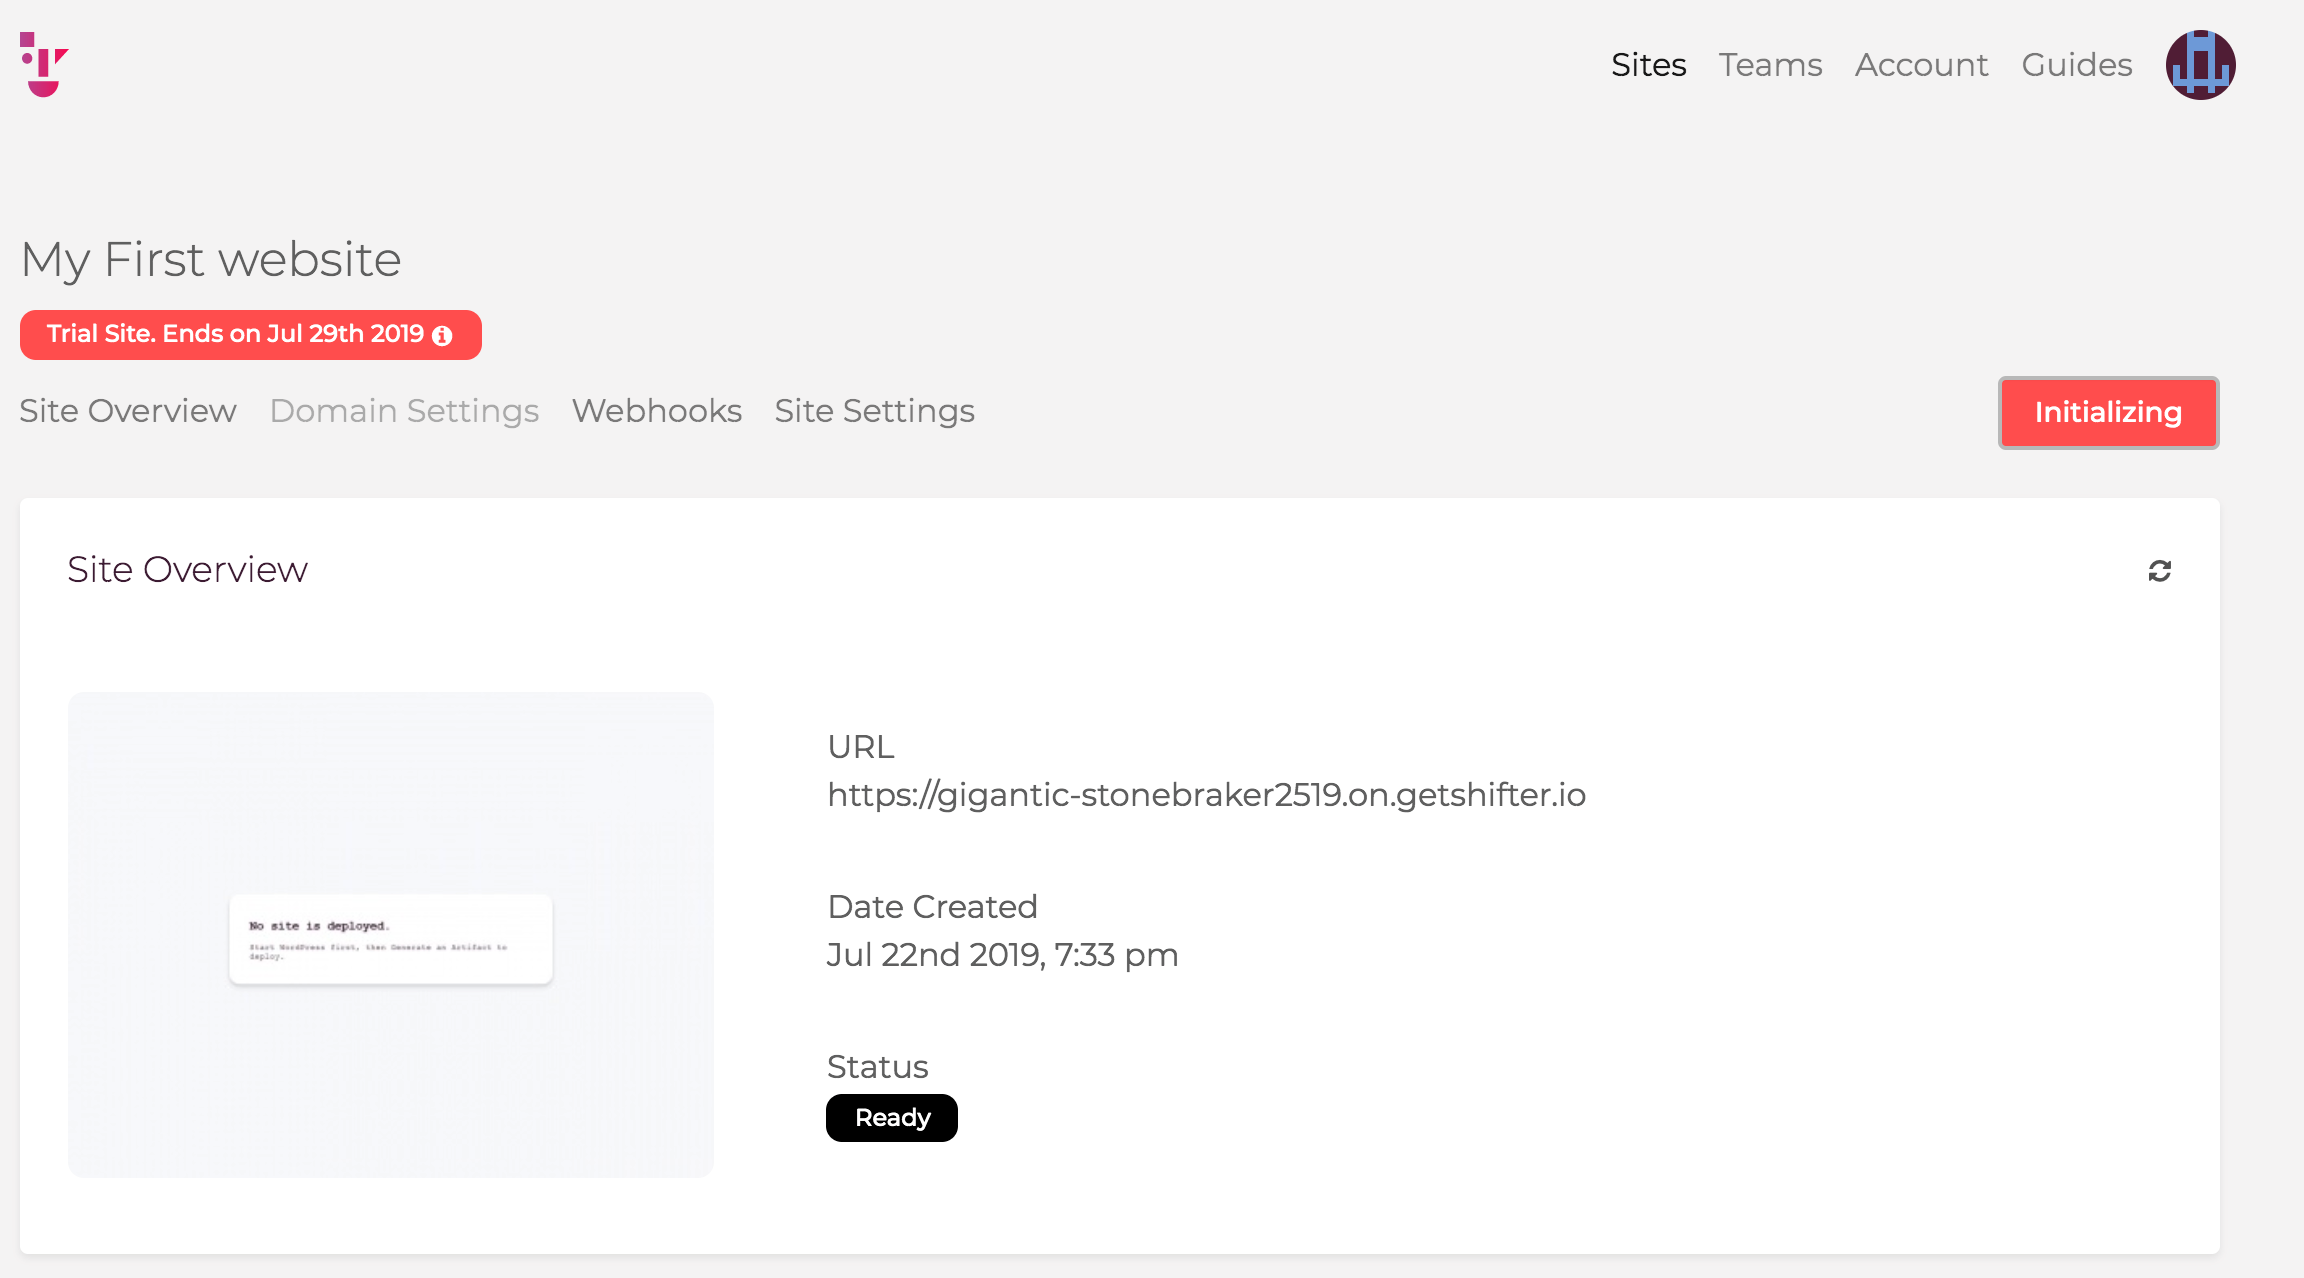 Sites Teams Account Guides
My First website
Trial Site. Ends on Jul 29th 2019
Site Overview Domain Settings Webhooks Site Settings
Initializing
Site Overview
No site is deployed.
Start WordPress first, then Generate an Artifact to
deploy.
URL
https://gigantic-stonebraker2519.on.getshifter.io
Date Created
Jul 22nd 2019, 7:33 pm
Status
Ready